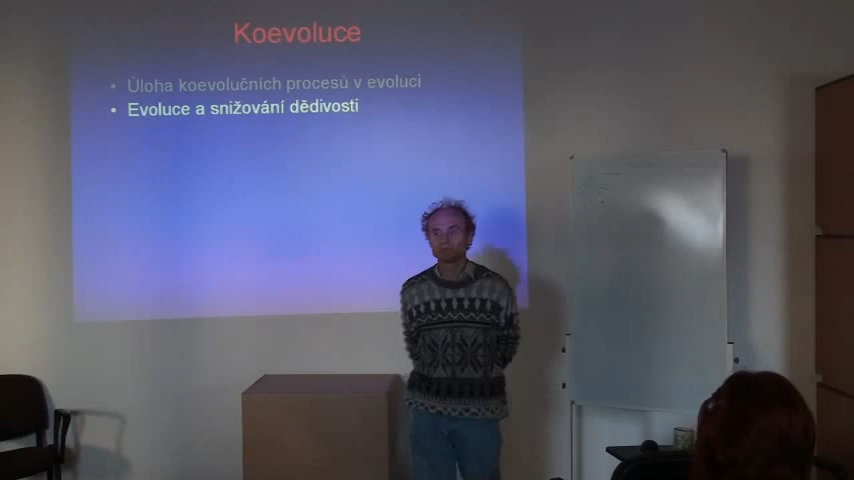 Koevoluce
• Úloha koevolučních procesů v evoluci
• Evoluce a snižování dědivosti